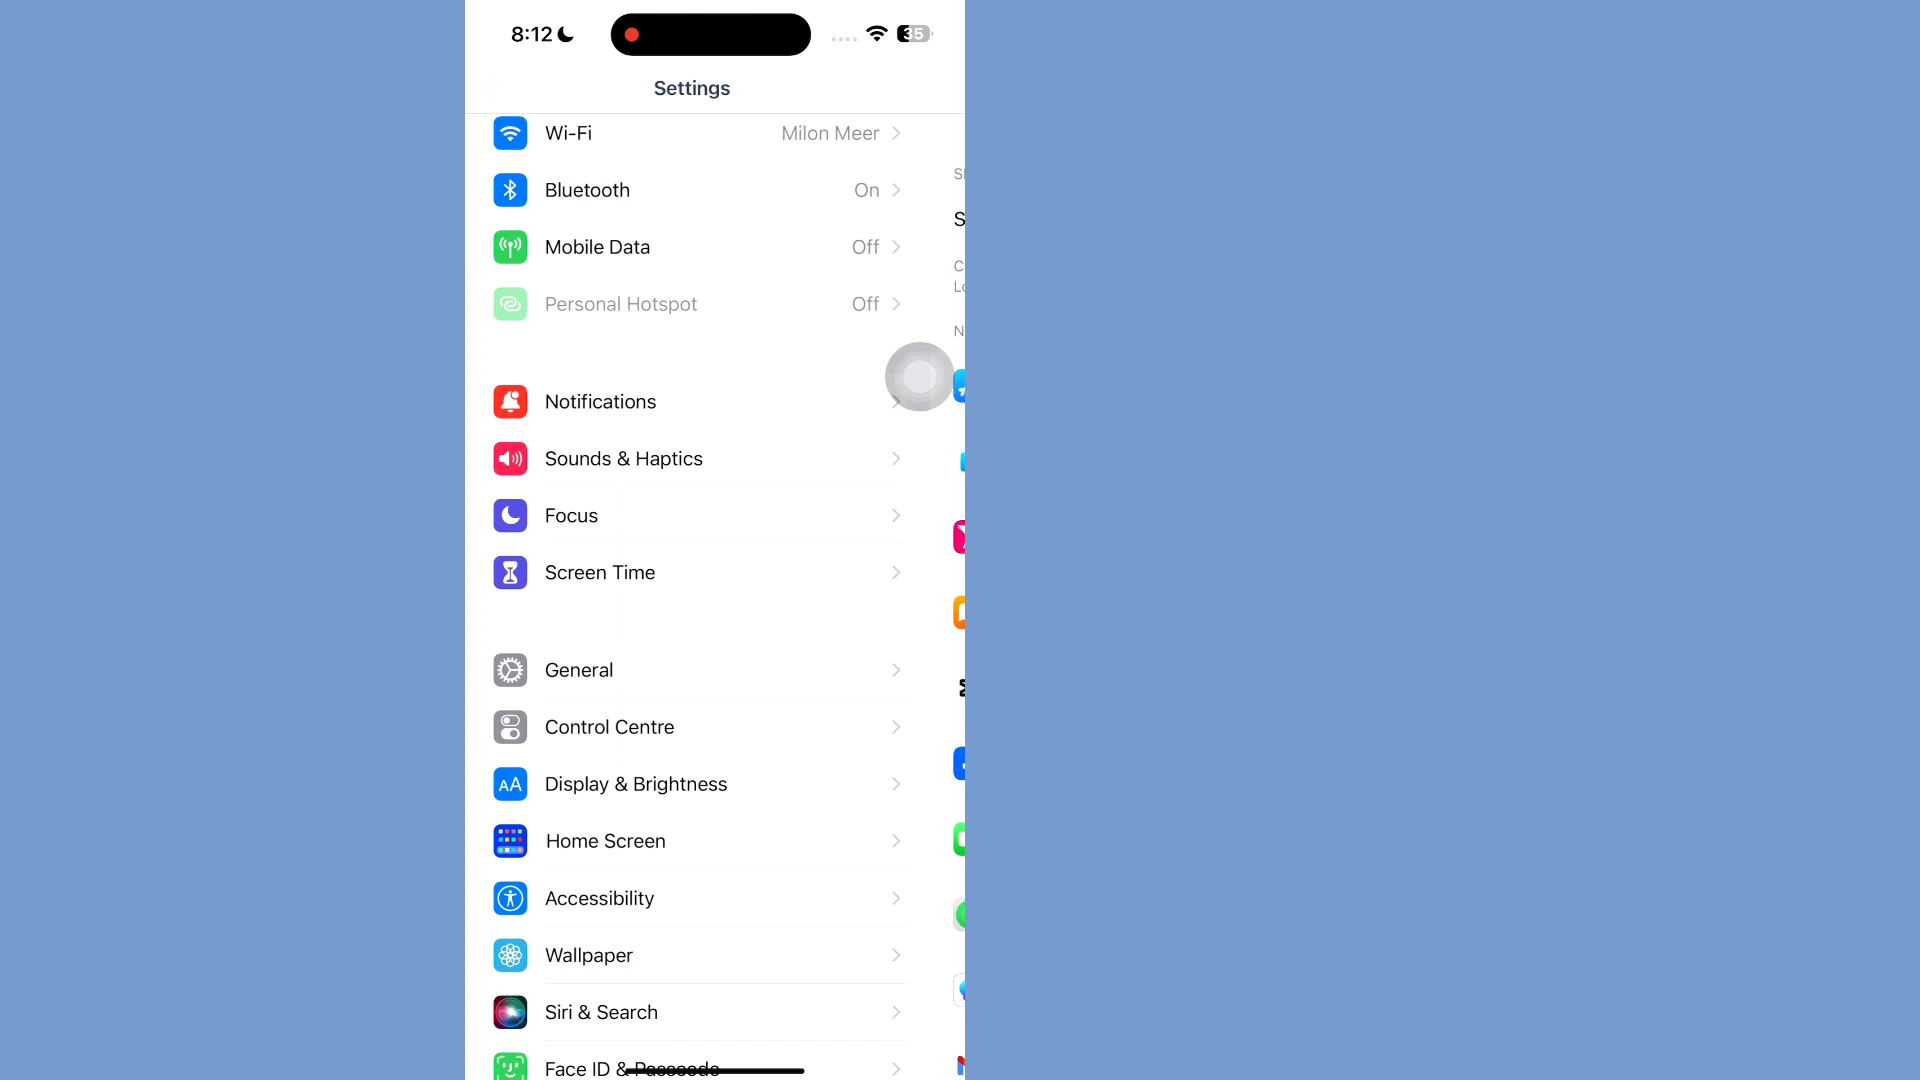 8:12
35
Settings
Wi-Fi Milon Meer
Bluetooth On
Mobile Data Off
Personal Hotspot Off
Notifications
Sounds & Haptics
Focus
Screen Time
General
Control Centre
AA Display & Brightness
Home Screen
Accessibility
Wallpaper
Siri & Search
Face ID & Passcode